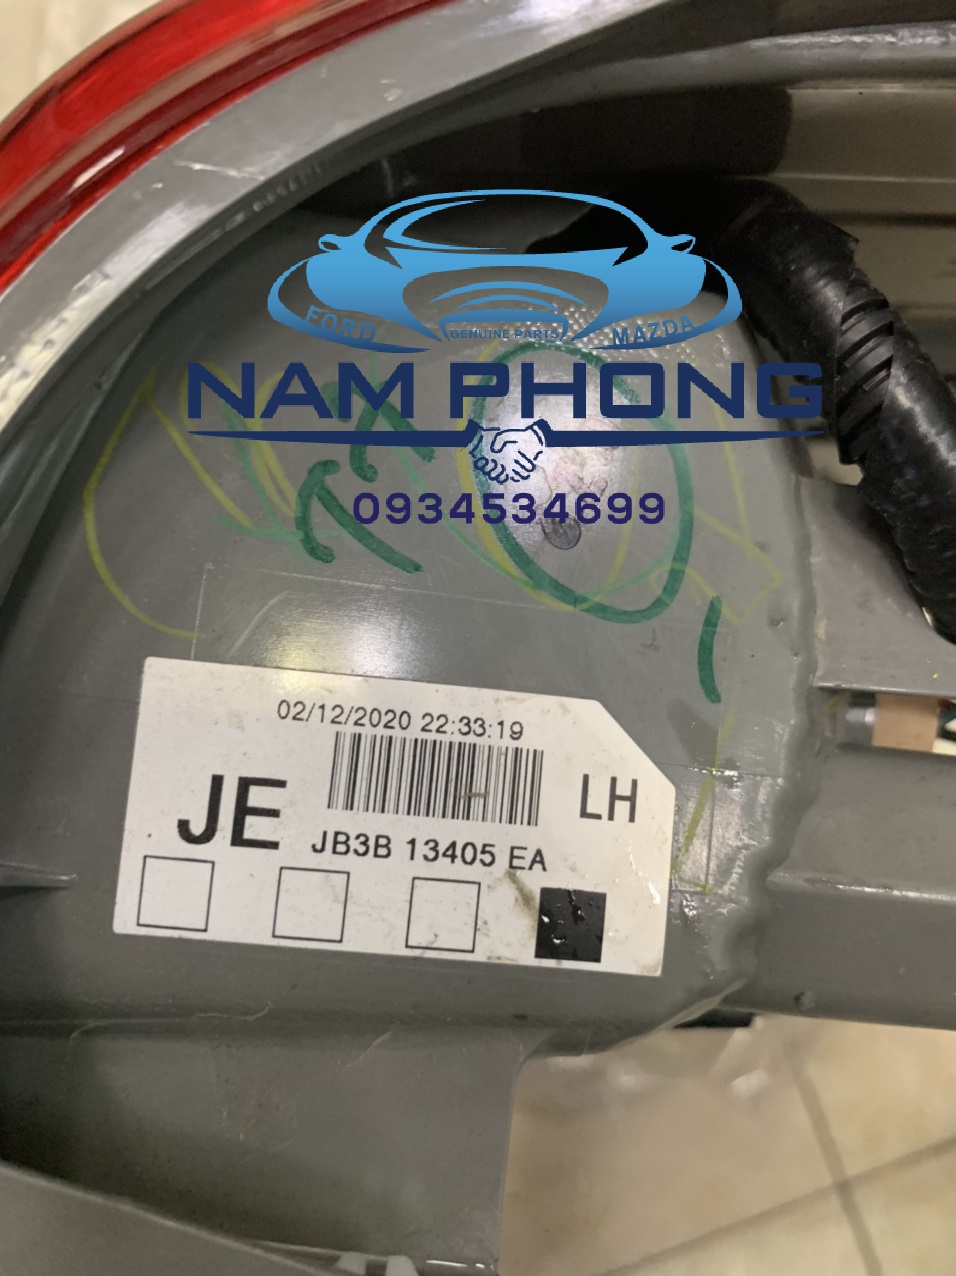 FORD
GENUINE PARTS
MAZDA
NAM PHONG
0934534699
02/12/2020 22:33:19
JE
LH
JB3B 13405 EA